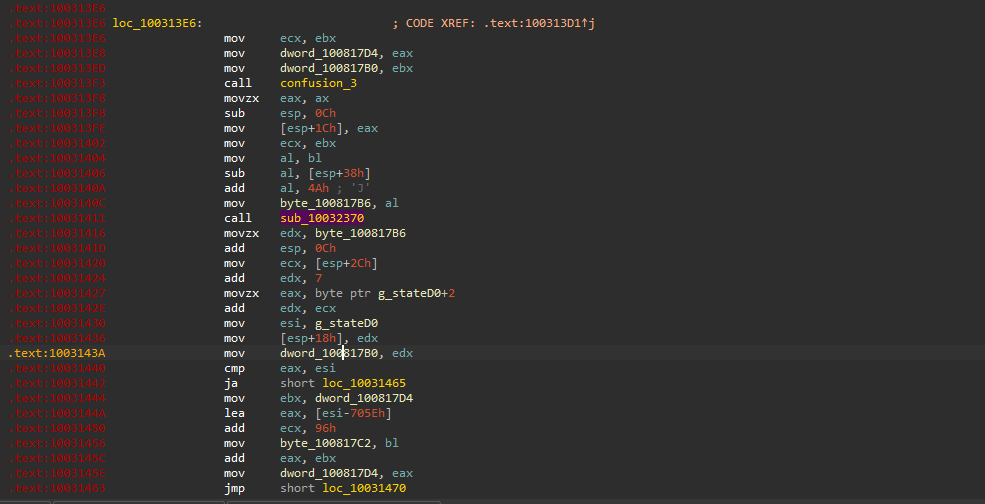 .text:100313E6
.text:100313E6 loc_100313E6: ; CODE XREF: .text:100313D1↑j
.text:100313E6 mov ecx, ebx
.text:100313E8 mov dword_100817D4, eax
.text:100313ED mov dword_100817B0, ebx
.text:100313F3 call confusion_3
.text:100313F8 movzx eax, ax
.text:100313FB sub esp, 0Ch
.text:100313FE mov [esp+1Ch], eax
.text:10031402 mov ecx, ebx
.text:10031404 mov al, bl
.text:10031406 sub al, [esp+38h]
.text:1003140A add al, 4Ah ; 'J'
.text:1003140C mov byte_100817B6, al
.text:10031411 call sub_10032370
.text:10031416 movzx edx, byte_100817B6
.text:1003141D add esp, 0Ch
.text:10031420 mov ecx, [esp+2Ch]
.text:10031424 add edx, 7
.text:10031427 movzx eax, byte ptr g_stateD0+2
.text:1003142E add edx, ecx
.text:10031430 mov esi, g_stateD0
.text:10031436 mov [esp+18h], edx
.text:1003143A mov dword_100817B0, edx
.text:10031440 cmp eax, esi
.text:10031442 ja short loc_10031465
.text:10031444 mov ebx, dword_100817D4
.text:1003144A lea eax, [esi-705Eh]
.text:10031450 add ecx, 96h
.text:10031456 mov byte_100817C2, bl
.text:1003145C add eax, ebx
.text:1003145E mov dword_100817D4, eax
.text:10031463 jmp short loc_10031470